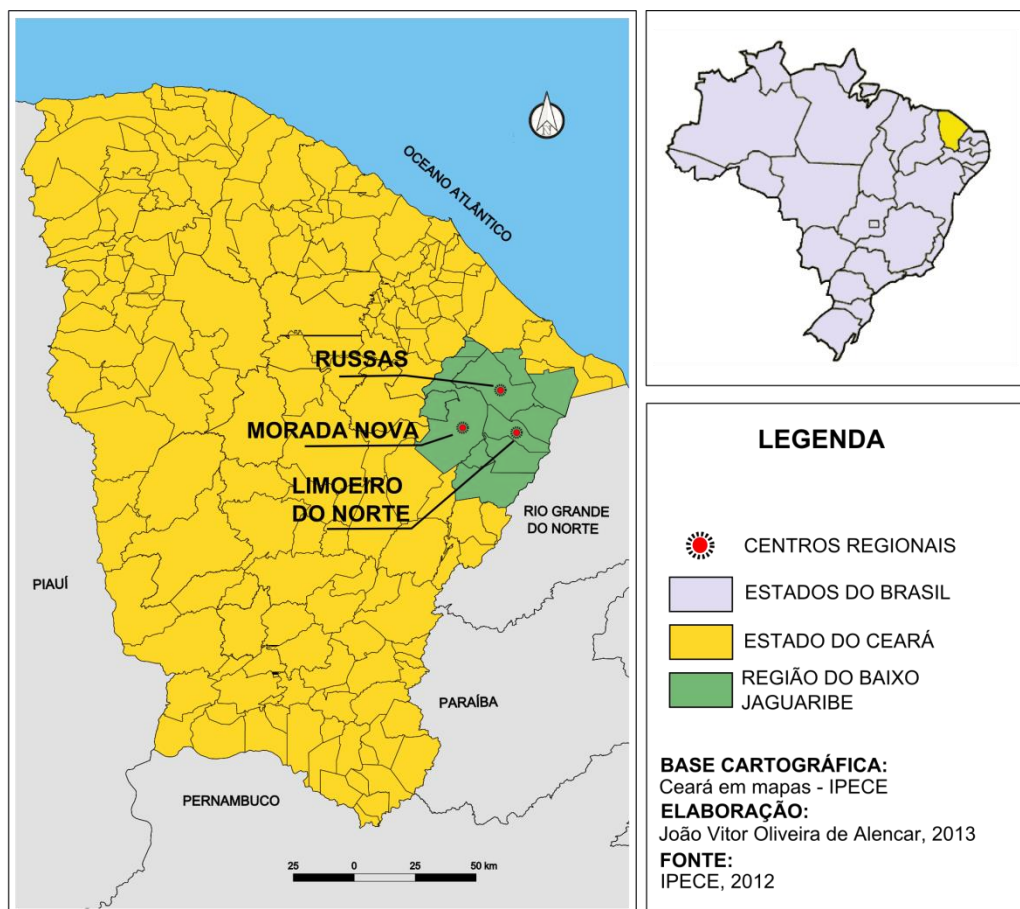 OCEANO ATLÂNTICO
RUSSAS
MORADA NOVA
LIMOEIRO
DO NORTE
RIO GRANDE
DO NORTE
PIAUÍ
PARAÍBA
PERNAMBUCO
25 0 25 50 km
LEGENDA
CENTROS REGIONAIS
ESTADOS DO BRASIL
ESTADO DO CEARÁ
REGIÃO DO BAIXO
JAGUARIBE
BASE CARTOGRÁFICA:
Ceará em mapas - IPECE
ELABORAÇÃO:
João Vitor Oliveira de Alencar, 2013
FONTE:
IPECE, 2012